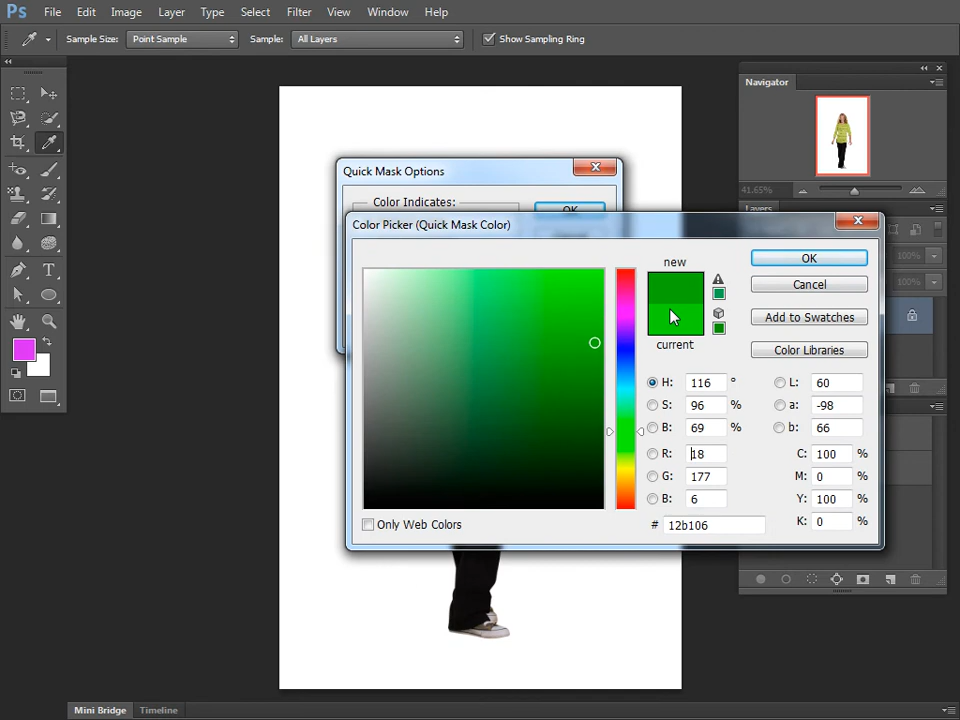 Ps File Edit Image Layer Type Select Filter View Window Help
Sample Size: Point Sample Sample: All Layers Show Sampling Ring
Navigator
41.65%
Layers
100%
100%
Quick Mask Options
Color Indicates:
OK
Color Picker (Quick Mask Color)
new
current
OK
Cancel
Add to Swatches
Color Libraries
H: 116 °
S: 96 %
B: 69 %
R: 18
G: 177
B: 6
L: 60
a: -98
b: 66
C: 100 %
M: 0 %
Y: 100 %
K: 0 %
# 12b106
Only Web Colors
Mini Bridge Timeline